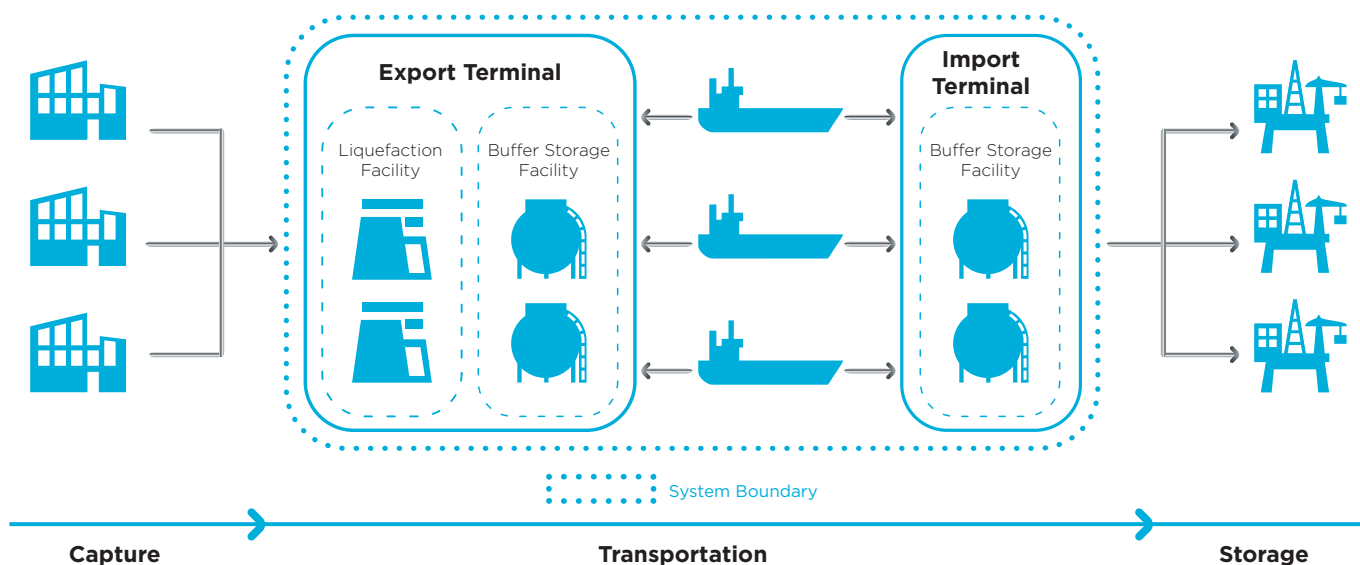 Export Terminal
Import
Terminal
Liquefaction
Facility
Buffer Storage
Facility
Buffer Storage
Facility
System Boundary
Capture
Transportation
Storage